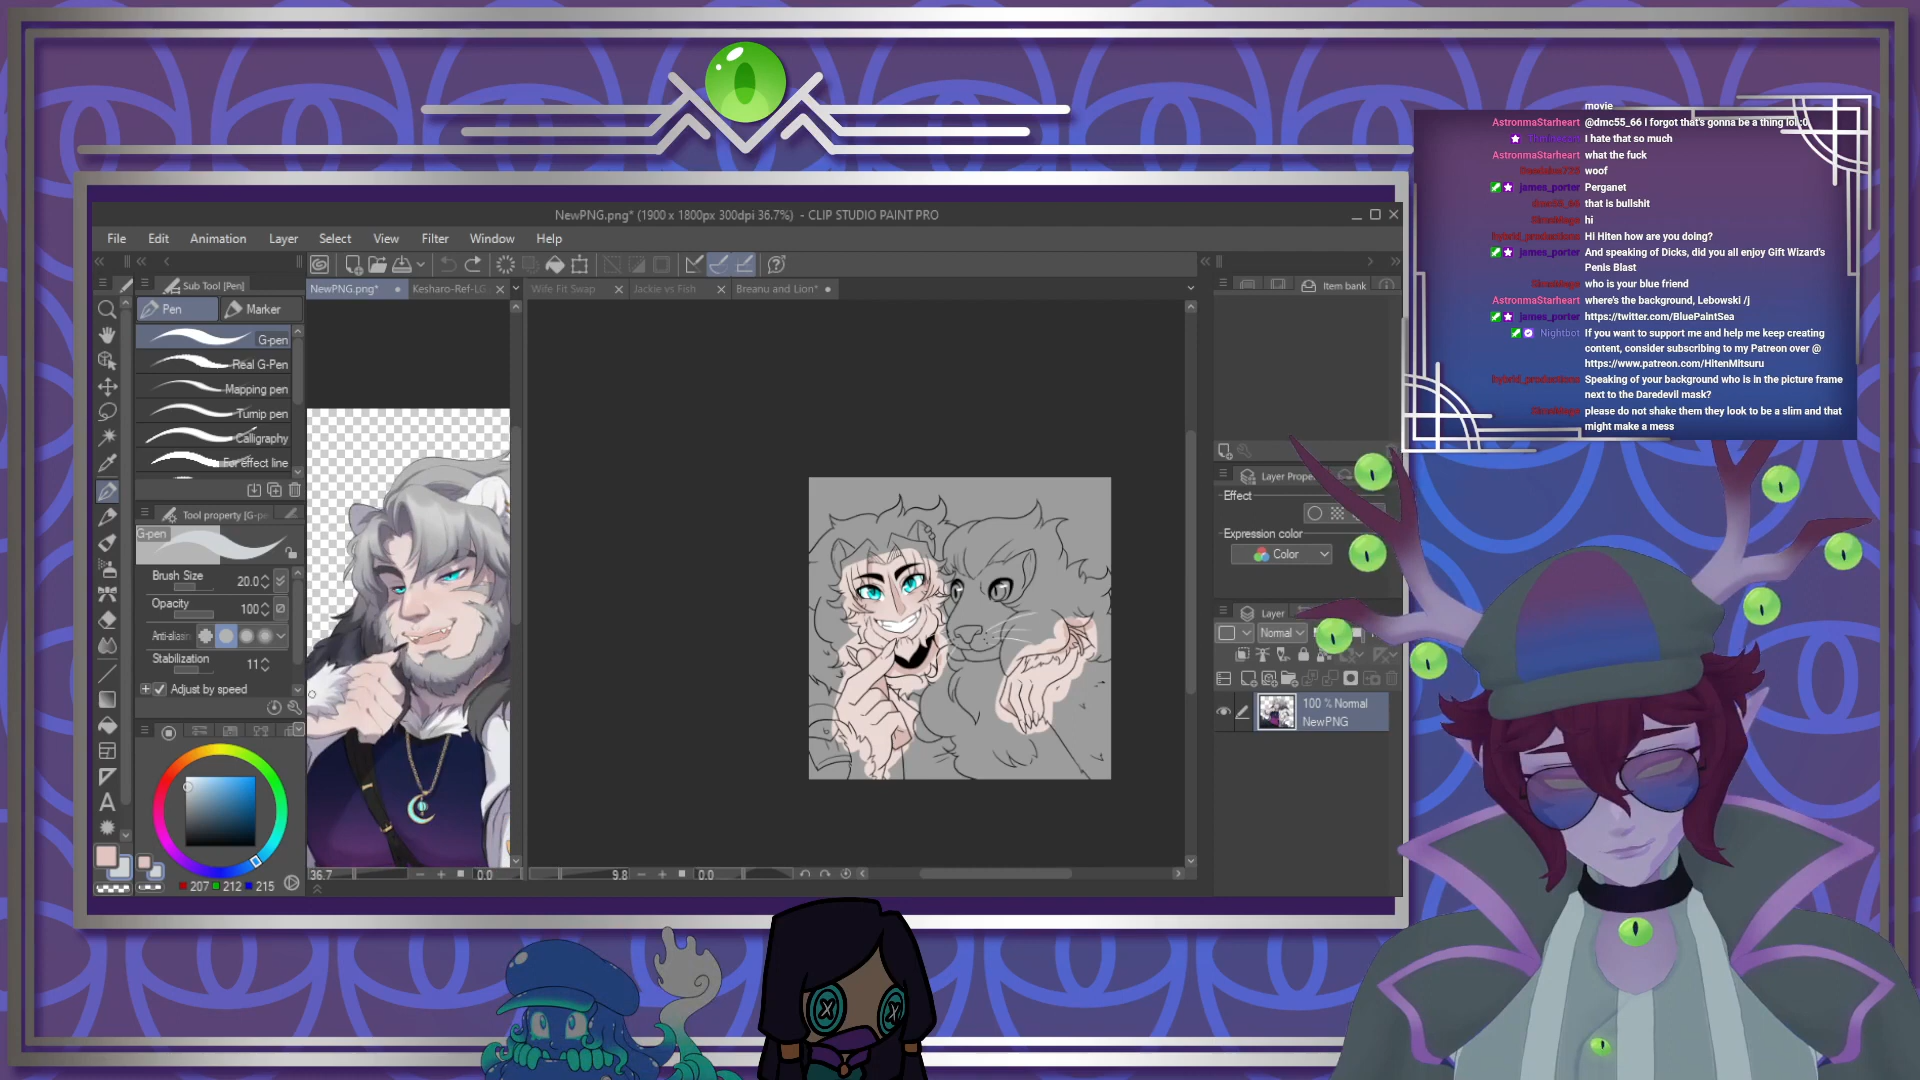 movie
AstronmaStarheart @dmc55_66 I forgot that's gonna be a thing lol :0
I hate that so much
AstronmaStarheart what the fuck
woof
james_porter Perganet
dmc55_66 that is bullshit
hi
hybrid_productions Hi Hiten how are you doing?
james_porter And speaking of Dicks, did you all enjoy Gift Wizard's
Penis Blast
who is your blue friend
AstronmaStarheart where's the background, Lebowski /j
james_porter https://twitter.com/BluePaintSea
Nightbot If you want to support me and help me keep creating
content, consider subscribing to my Patreon over @
https://www.patreon.com/HitenMitsuru
hybrid_productions Speaking of your background who is in the picture frame
next to the Daredevil mask?
please do not shake them they look to be a slim and that
might make a mess
NewPNG.png* (1900 x 1800px 300dpi 36.7%) - CLIP STUDIO PAINT PRO
File Edit Animation Layer Select View Filter Window Help
Sub Tool [Pen]
NewPNG.png* Kesharo-Ref-LG Wife Fit Swap Jackie vs Fish Breanu and Lion*
Item bank
Pen Marker
G-pen
Real G-Pen
Mapping pen
Turnip pen
Calligraphy
For effect line
Tool property [G-pe
G-pen
Brush Size 20.0
Opacity 100
Anti-aliasin
Stabilization 11
Adjust by speed
207 212 215
36.7 0.0 9.8 0.0
Layer Prope
Effect
Expression color
Color
Layer
Normal
100 % Normal
NewPNG